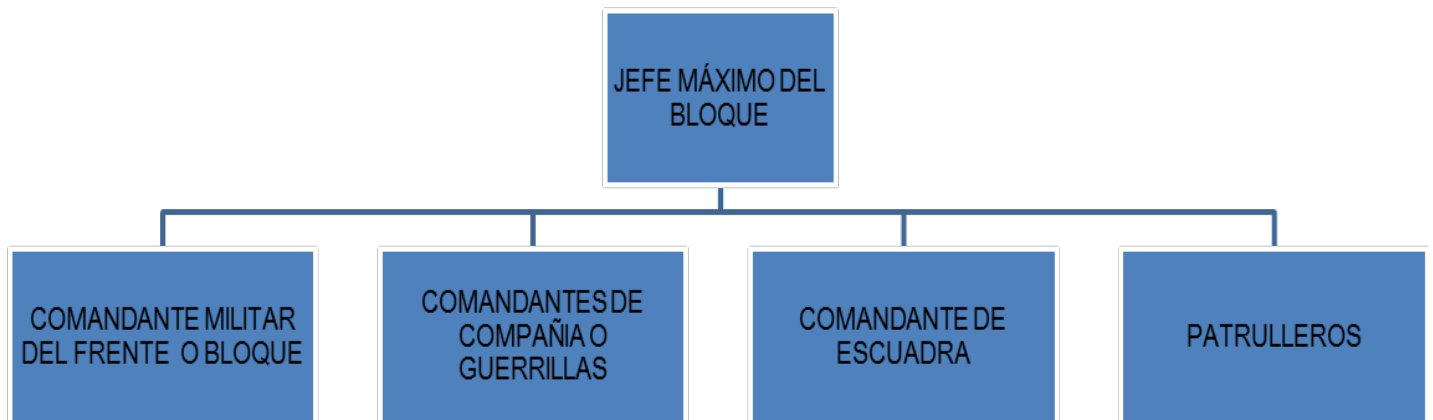 JEFE MÁXIMO DEL
BLOQUE
COMANDANTE MILITAR
DEL FRENTE O BLOQUE
COMANDANTES DE
COMPAÑIA O
GUERRILLAS
COMANDANTE DE
ESCUADRA
PATRULLEROS